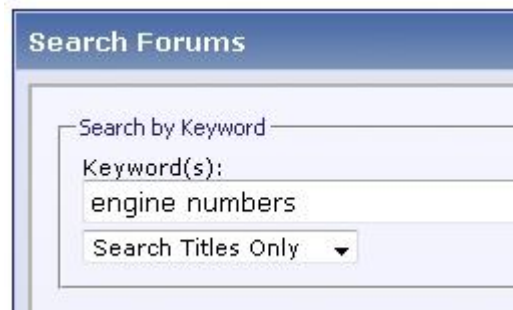 Search Forums
Search by Keyword
Keyword(s):
engine numbers
Search Titles Only